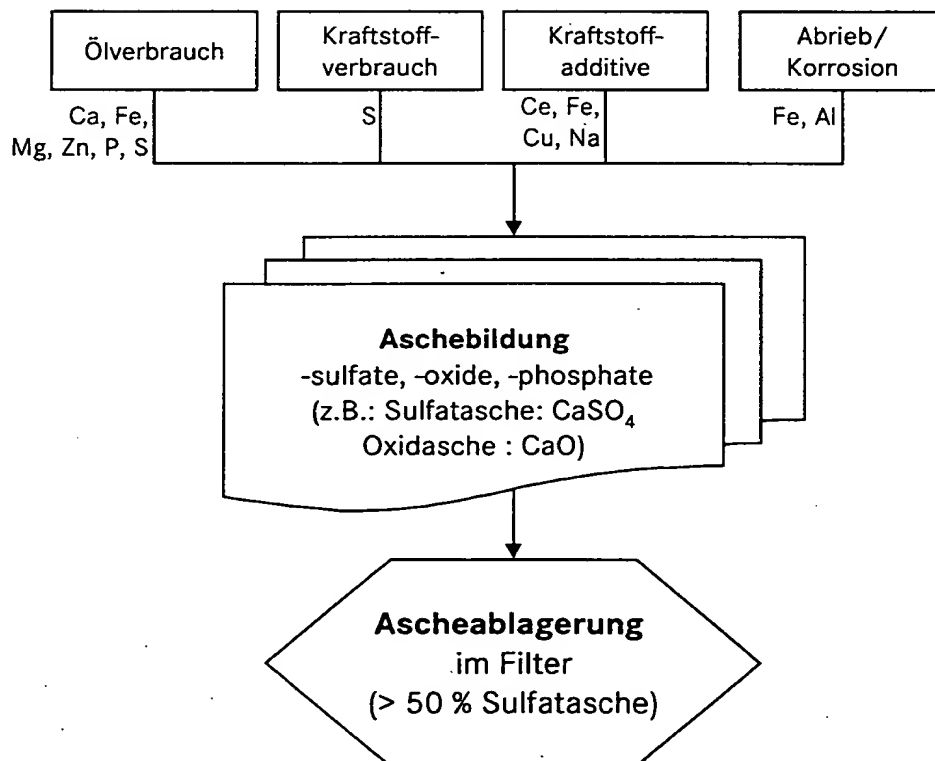 Ölverbrauch
Kraftstoff-
verbrauch
Kraftstoff-
additive
Abrieb/
Korrosion
Ca, Fe,
Mg, Zn, P, S
S
Ce, Fe,
Cu, Na
Fe, Al
Aschebildung
-sulfate, -oxide, -phosphate
(z.B.: Sulfatasche: CaSO₄
Oxidasche : CaO)
Ascheablagerung
im Filter
(> 50 % Sulfatasche)